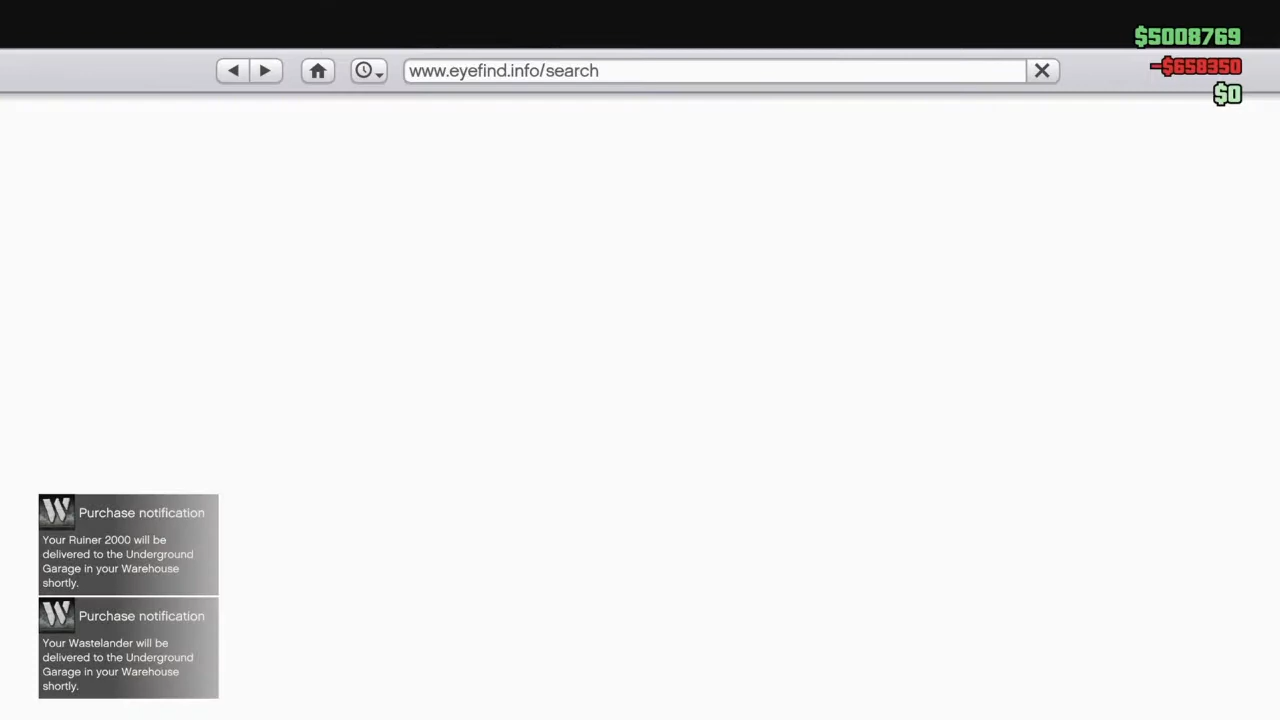 $5008769
www.eyefind.info/search
-$658350
$0
W Purchase notification
Your Ruiner 2000 will be
delivered to the Underground
Garage in your Warehouse
shortly.
W Purchase notification
Your Wastelander will be
delivered to the Underground
Garage in your Warehouse
shortly.